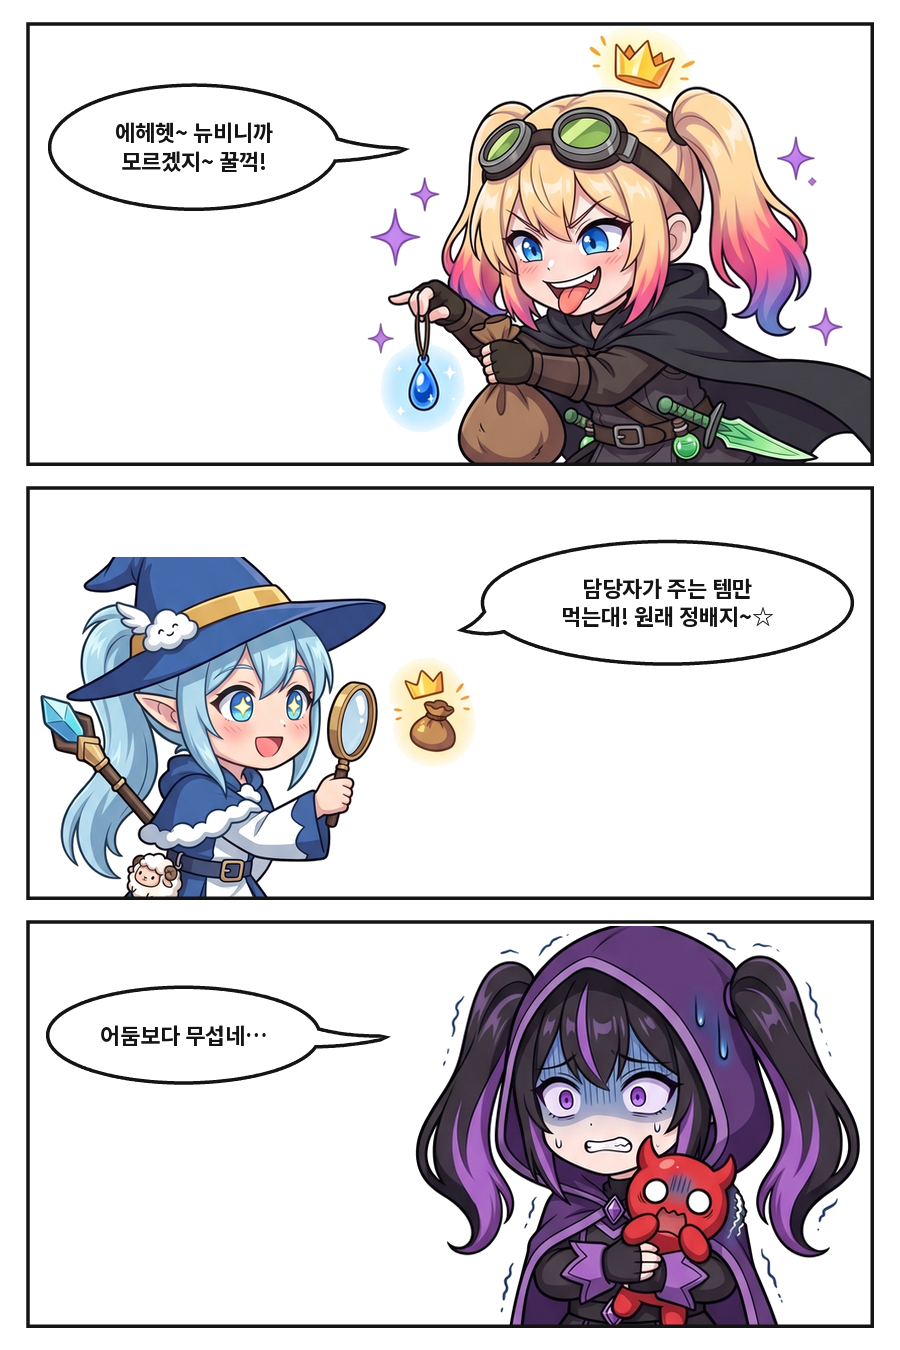 에헤헷~ 뉴비니까
모르겠지~ 꿀꺽!
담당자가 주는 템만
먹는대! 원래 정배지~☆
어둠보다 무섭네…